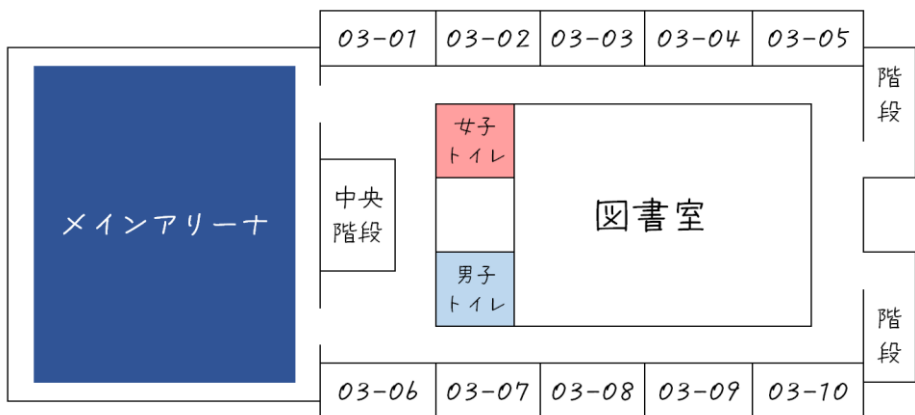 03-01 03-02 03-03 03-04 03-05
階
段
女子
トイレ
メインアリーナ
中央
階段
図書室
男子
トイレ
階
段
03-06 03-07 03-08 03-09 03-10